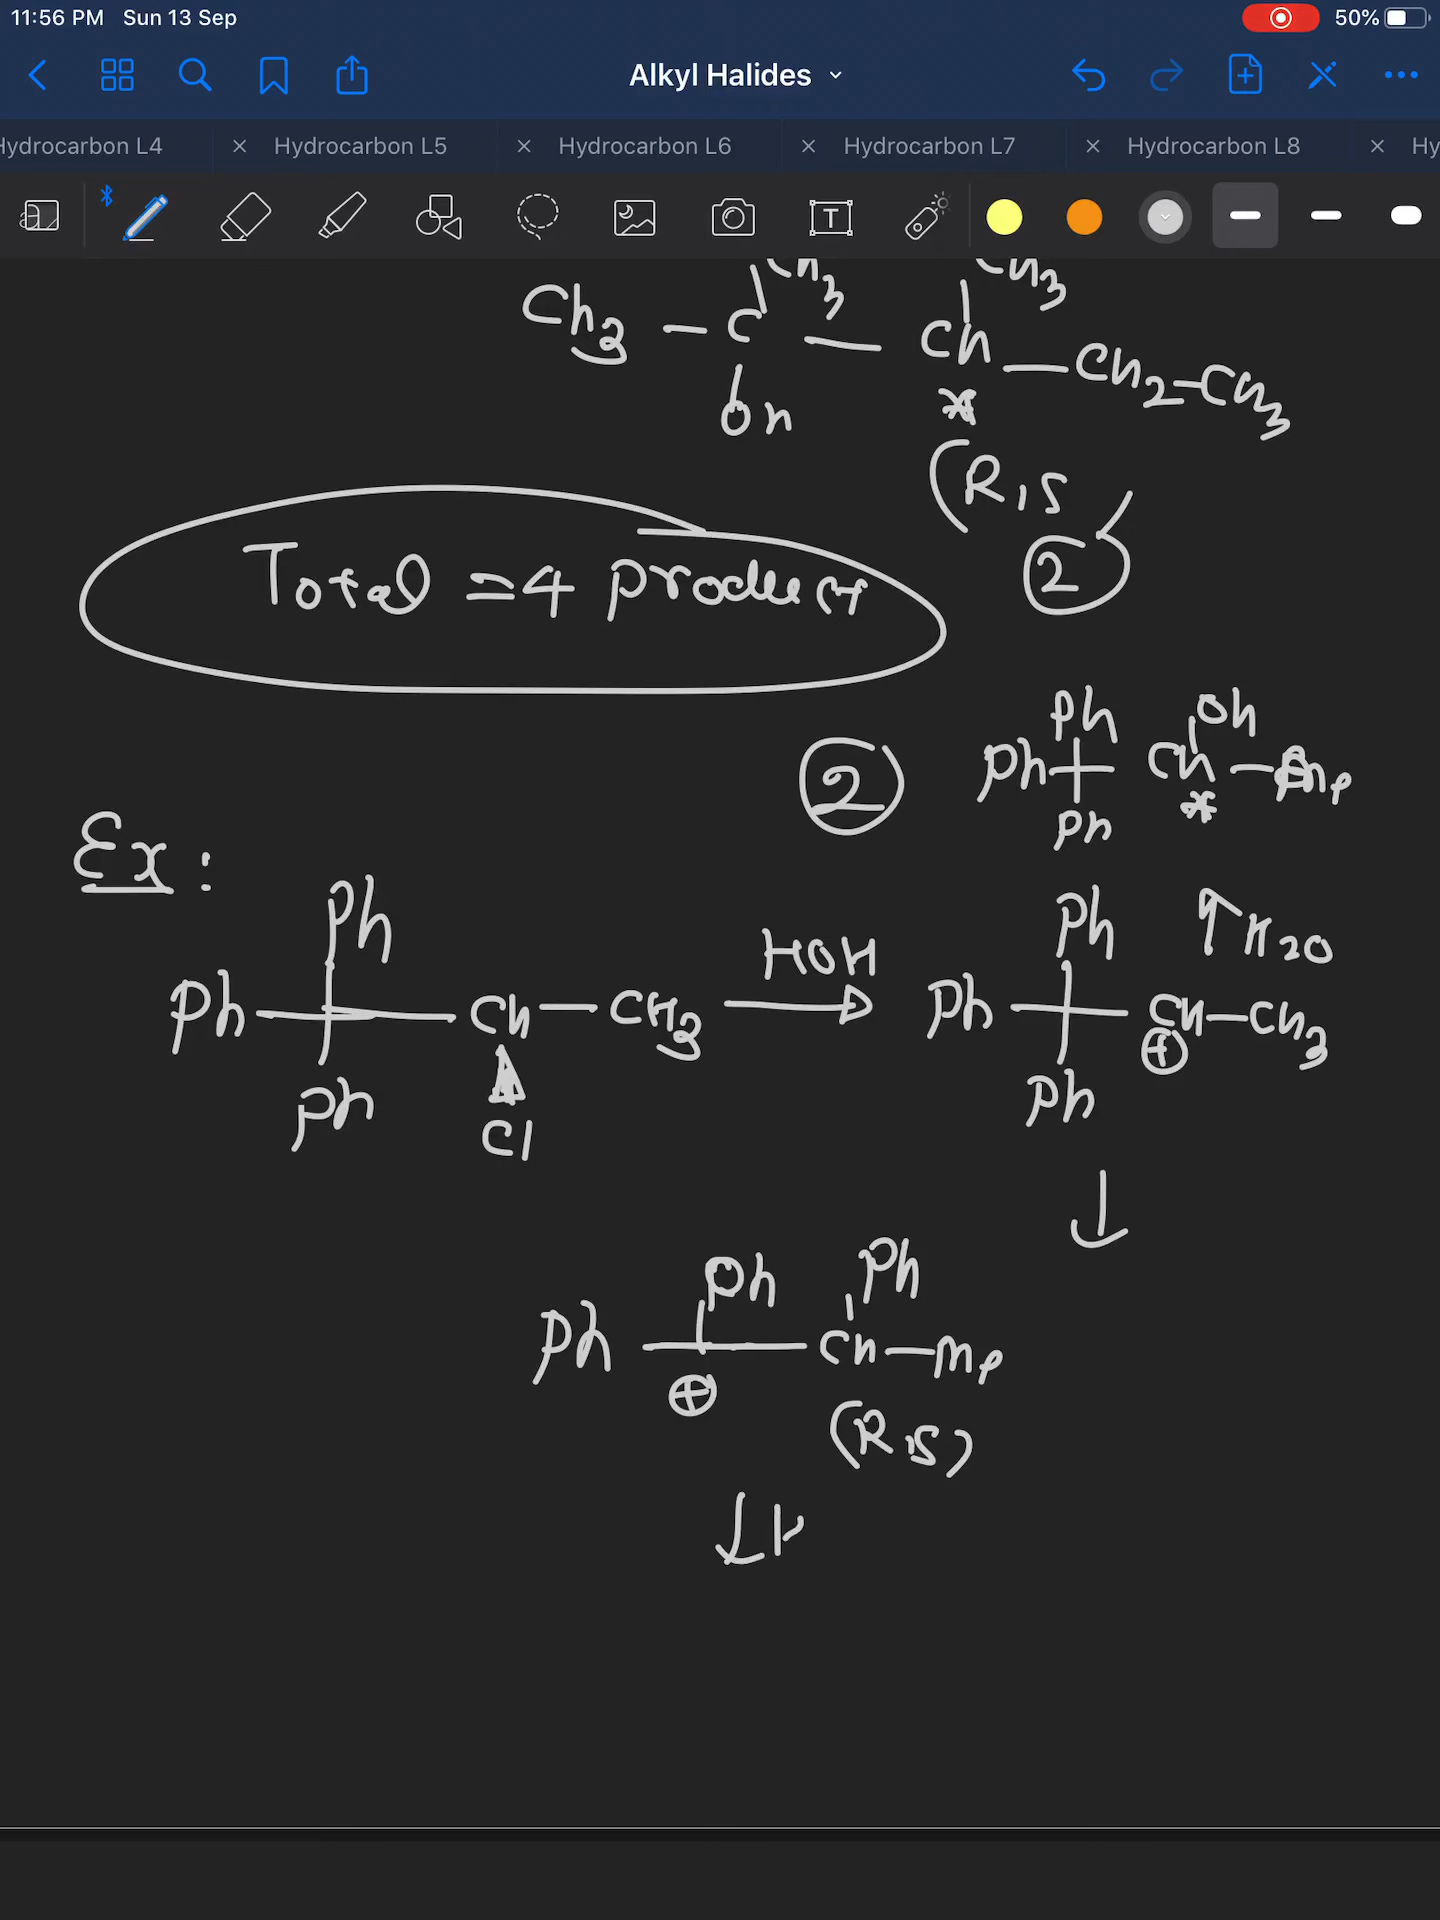 11:56 PM Sun 13 Sep 50%
Alkyl Halides
Hydrocarbon L4 Hydrocarbon L5 Hydrocarbon L6 Hydrocarbon L7 Hydrocarbon L8 Hy
T
CH3 CH3
Ch3 - C - Ch - CH2 - CH3
*
(R,S)
2
Total = 4 product
2
Ph Oh
Ph Ch - Me
Ph *
Ex :
Ph HOH Ph ↑ H2O
Ph Ch - CH3 → Ph CH - CH3
⊕
Ph Ph
Cl
↓
Ph Ph
Ph Ch - Me
⊕
(R,S)
↓